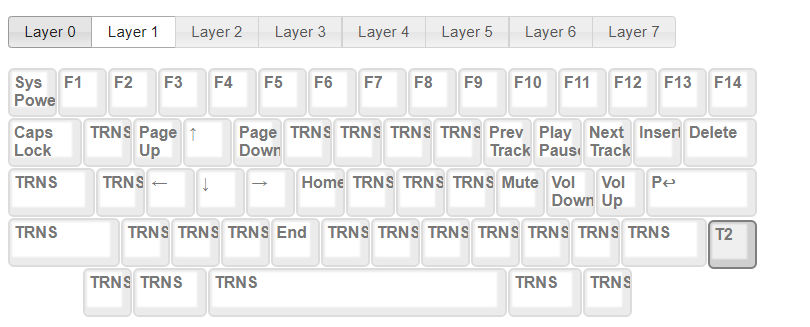 Layer 0 Layer 1 Layer 2 Layer 3 Layer 4 Layer 5 Layer 6 Layer 7
Sys Powe F1 F2 F3 F4 F5 F6 F7 F8 F9 F10 F11 F12 F13 F14
Caps Lock TRNS Page Up ↑ Page Down TRNS TRNS TRNS TRNS Prev Track Play Pause Next Track Insert Delete
TRNS TRNS ← ↓ → Home TRNS TRNS TRNS Mute Vol Down Vol Up P↩
TRNS TRNS TRNS TRNS End TRNS TRNS TRNS TRNS TRNS TRNS TRNS T2
TRNS TRNS TRNS TRNS TRNS